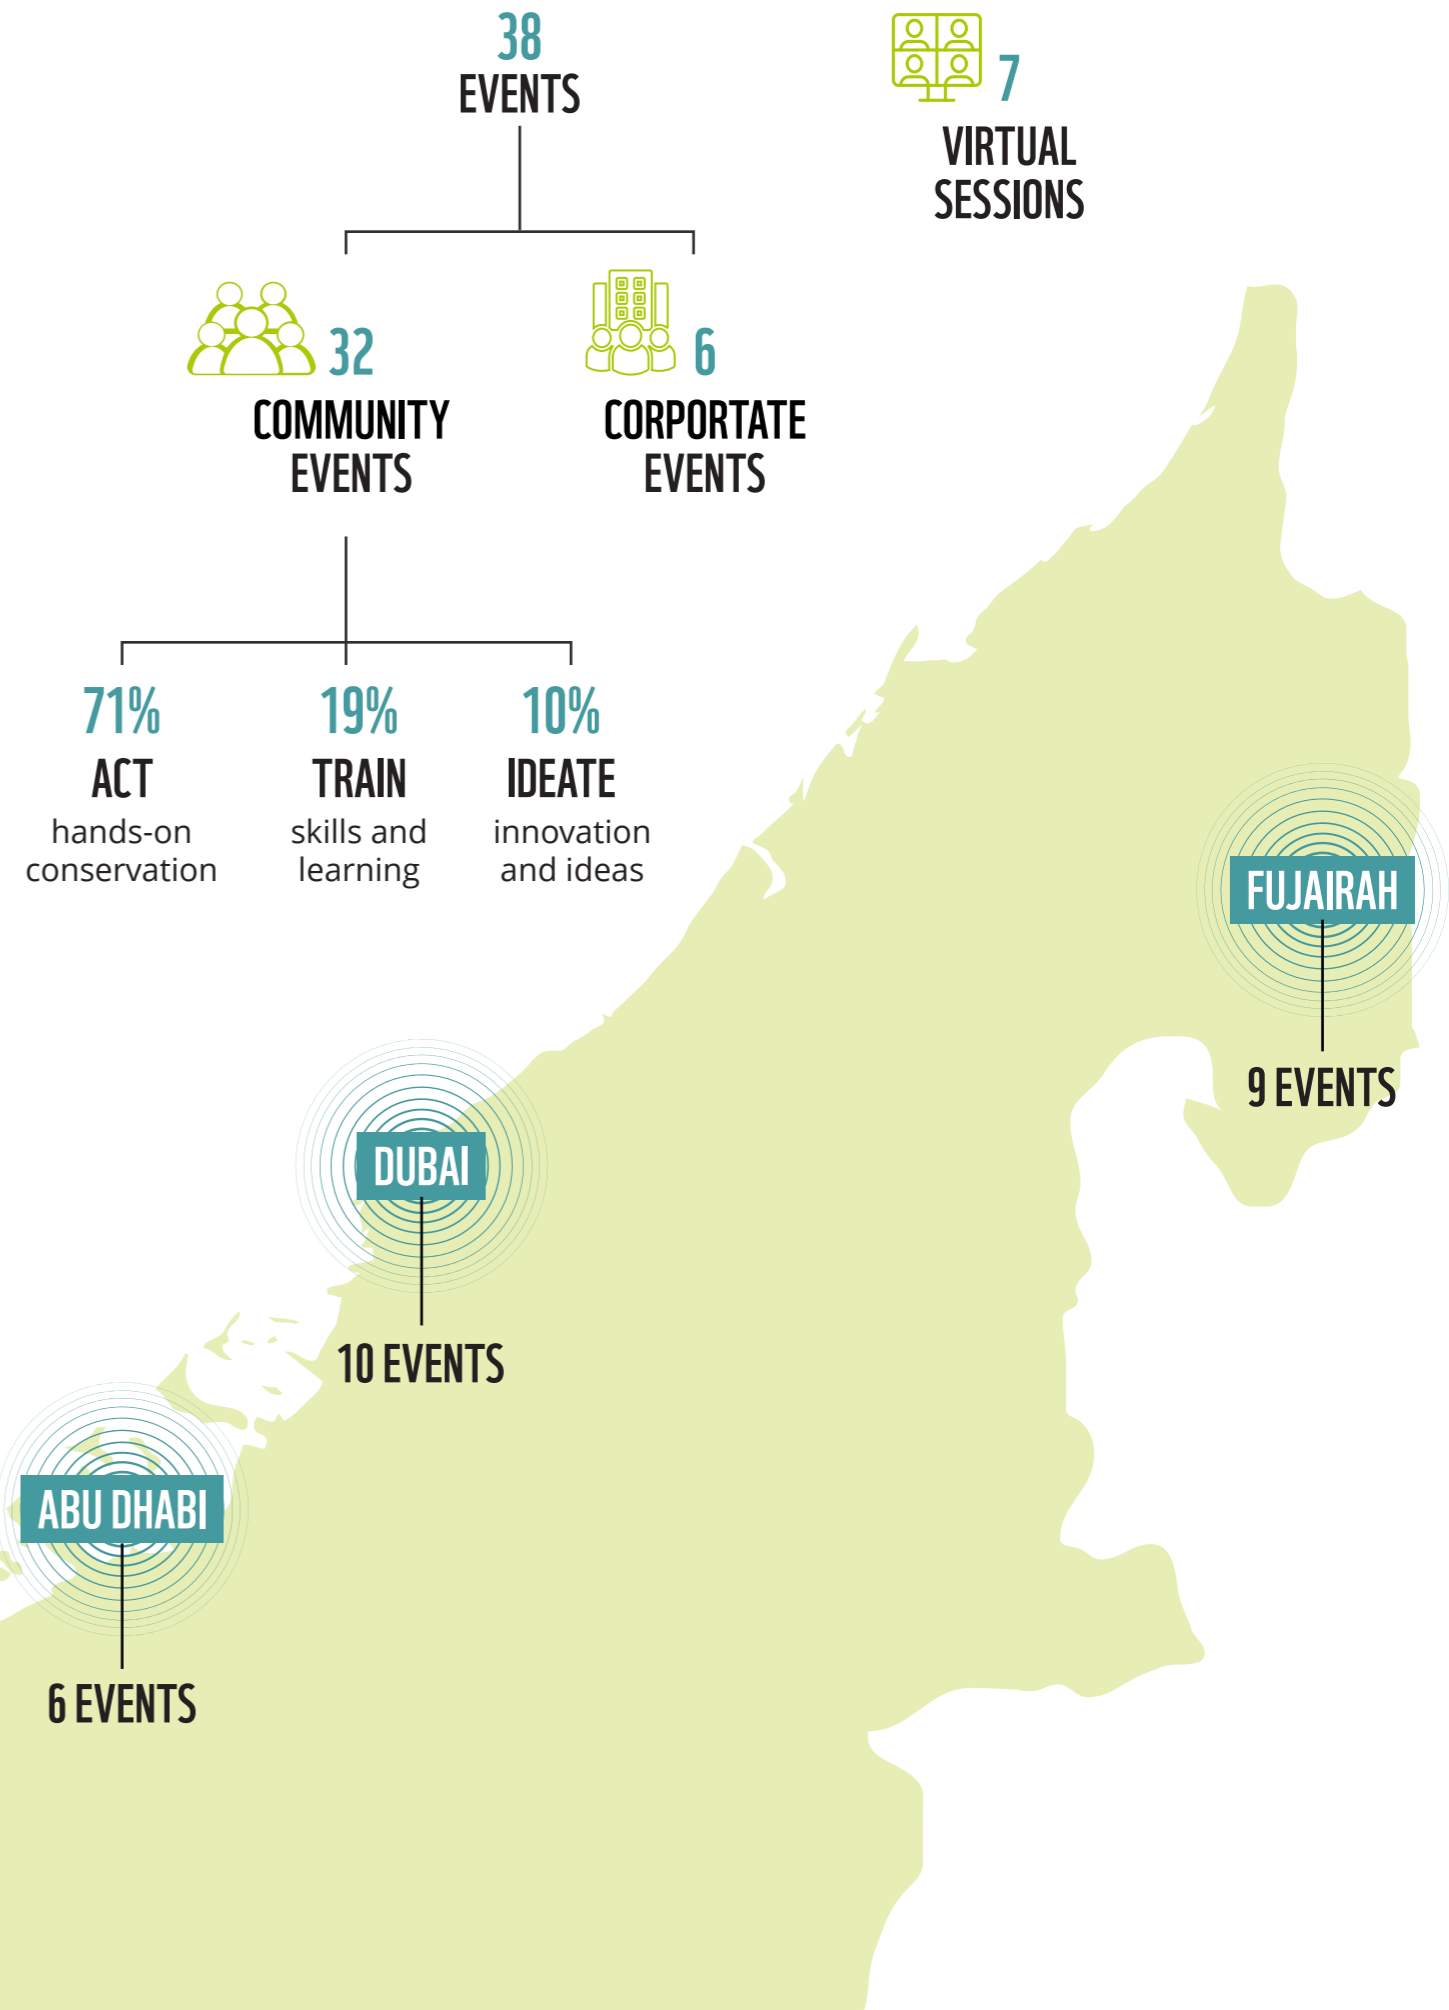 38
EVENTS
7
VIRTUAL
SESSIONS
32
COMMUNITY
EVENTS
6
CORPORTATE
EVENTS
71%
ACT
hands-on
conservation
19%
TRAIN
skills and
learning
10%
IDEATE
innovation
and ideas
FUJAIRAH
9 EVENTS
DUBAI
10 EVENTS
ABU DHABI
6 EVENTS